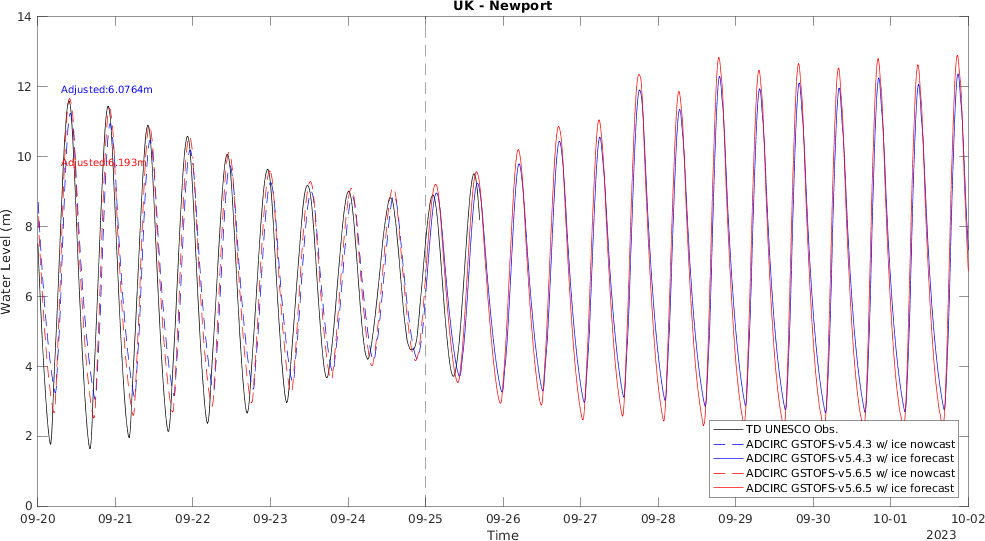 UK - Newport
14
12
10
8
6
4
2
0
Water Level (m)
Adjusted:6.0764m
Adjusted:6.193m
TD UNESCO Obs.
ADCIRC GSTOFS-v5.4.3 w/ ice nowcast
ADCIRC GSTOFS-v5.4.3 w/ ice forecast
ADCIRC GSTOFS-v5.6.5 w/ ice nowcast
ADCIRC GSTOFS-v5.6.5 w/ ice forecast
09-20 09-21 09-22 09-23 09-24 09-25 09-26 09-27 09-28 09-29 09-30 10-01 10-02
Time
2023